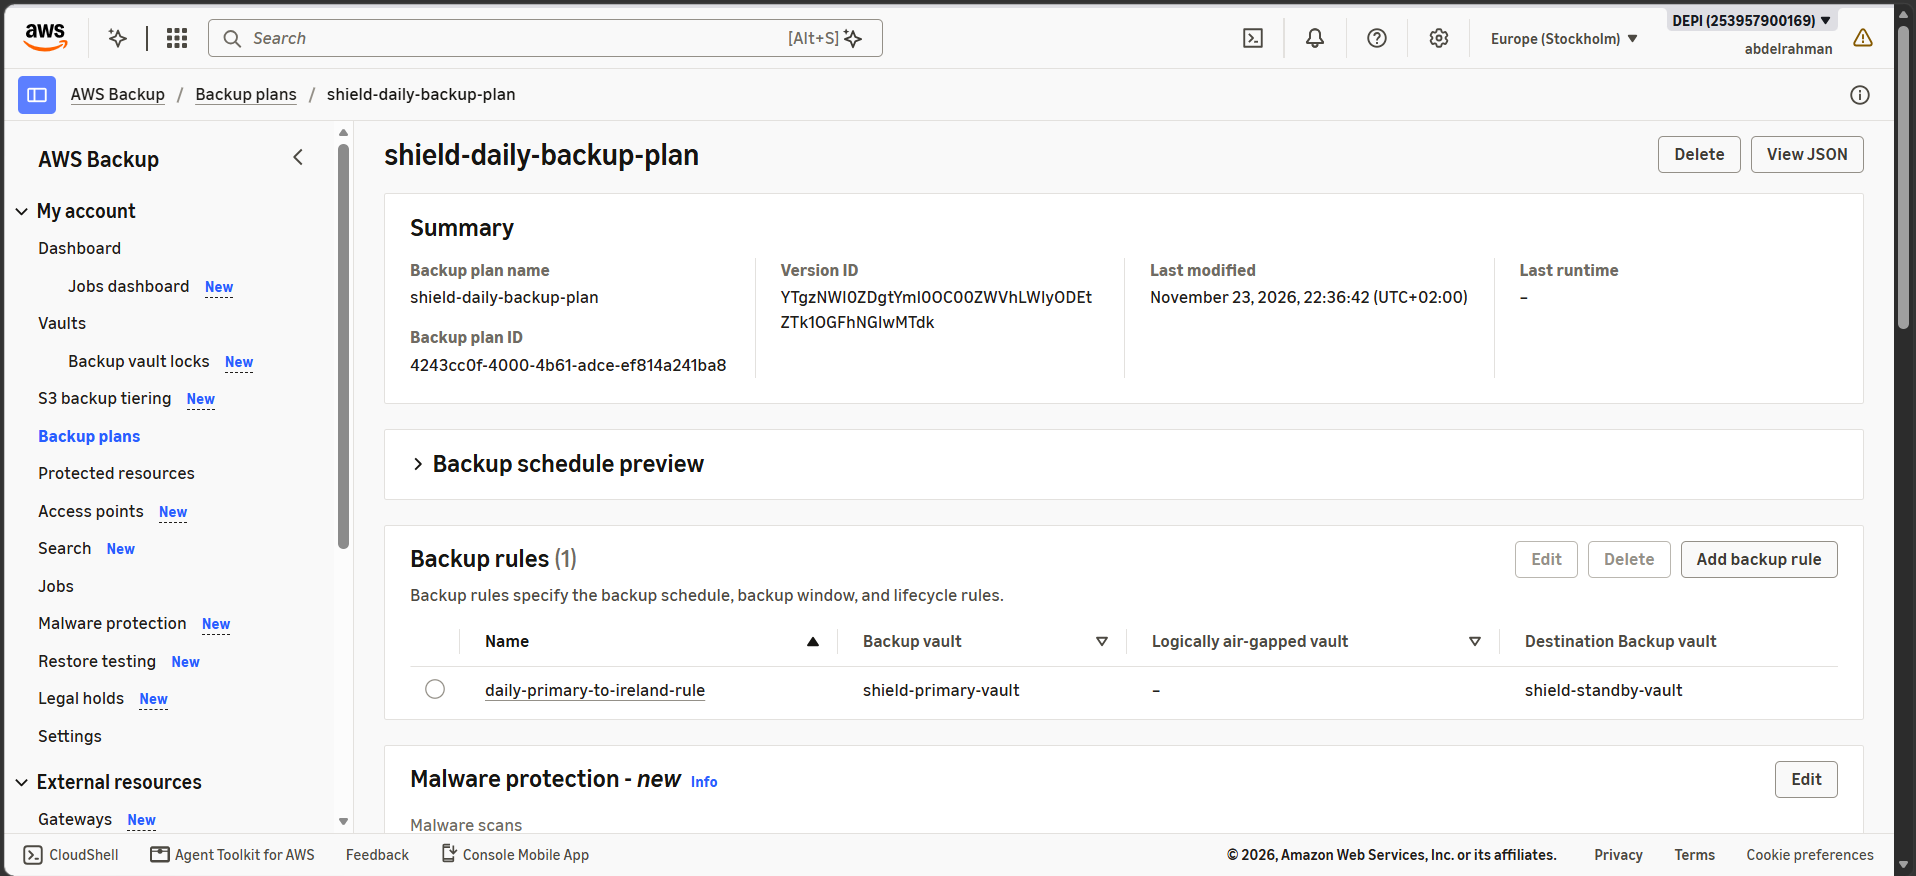 aws
Search [Alt+S]
Europe (Stockholm)
DEPI (253957900169)
abdelrahman
AWS Backup / Backup plans / shield-daily-backup-plan
AWS Backup
My account
Dashboard
Jobs dashboard New
Vaults
Backup vault locks New
S3 backup tiering New
Backup plans
Protected resources
Access points New
Search New
Jobs
Malware protection New
Restore testing New
Legal holds New
Settings
External resources
Gateways New
shield-daily-backup-plan
Delete View JSON
Summary
Backup plan name
shield-daily-backup-plan
Backup plan ID
4243cc0f-4000-4b61-adce-ef814a241ba8
Version ID
YTgzNWI0ZDgtYmI0OC00ZWVhLWIyODEt
ZTk1OGFhNGIwMTdk
Last modified
November 23, 2026, 22:36:42 (UTC+02:00)
Last runtime
–
Backup schedule preview
Backup rules (1)
Edit Delete Add backup rule
Backup rules specify the backup schedule, backup window, and lifecycle rules.
Name Backup vault Logically air-gapped vault Destination Backup vault
daily-primary-to-ireland-rule shield-primary-vault – shield-standby-vault
Malware protection - new Info
Edit
Malware scans
CloudShell Agent Toolkit for AWS Feedback Console Mobile App
© 2026, Amazon Web Services, Inc. or its affiliates. Privacy Terms Cookie preferences